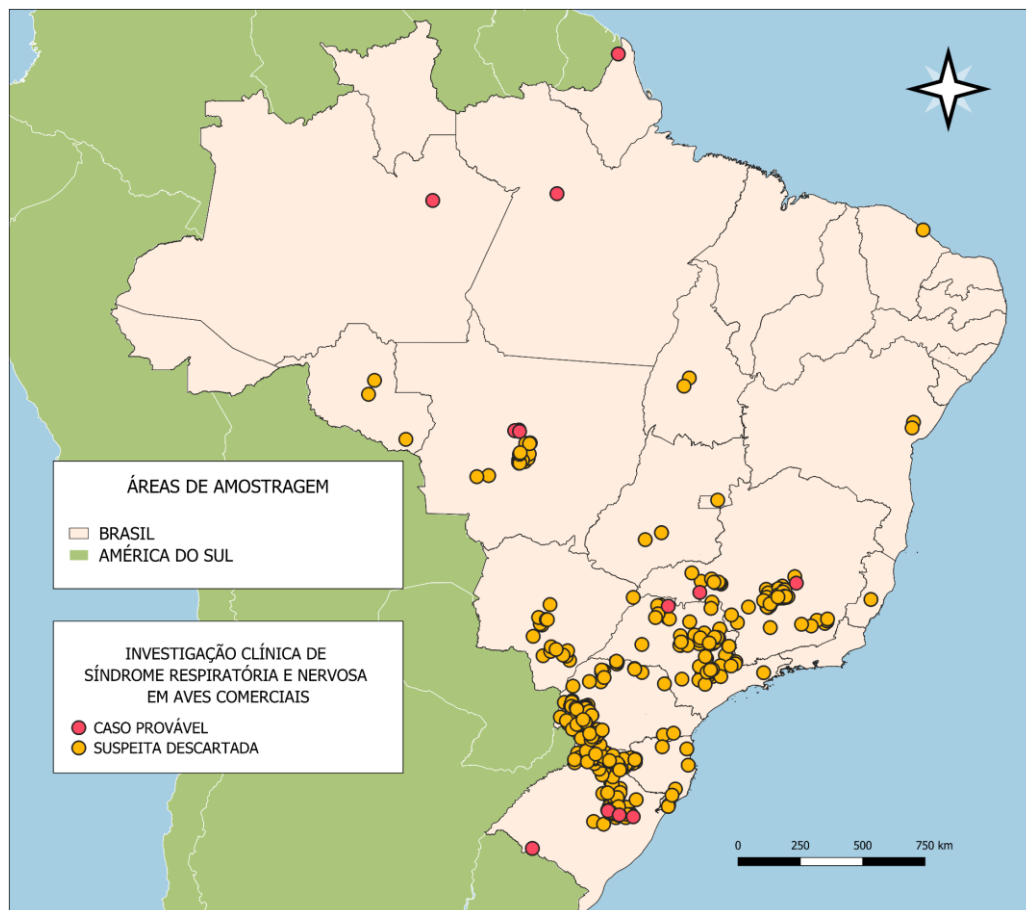 ÁREAS DE AMOSTRAGEM
BRASIL
AMÉRICA DO SUL
INVESTIGAÇÃO CLÍNICA DE
SÍNDROME RESPIRATÓRIA E NERVOSA
EM AVES COMERCIAIS
CASO PROVÁVEL
SUSPEITA DESCARTADA
0 250 500 750 km